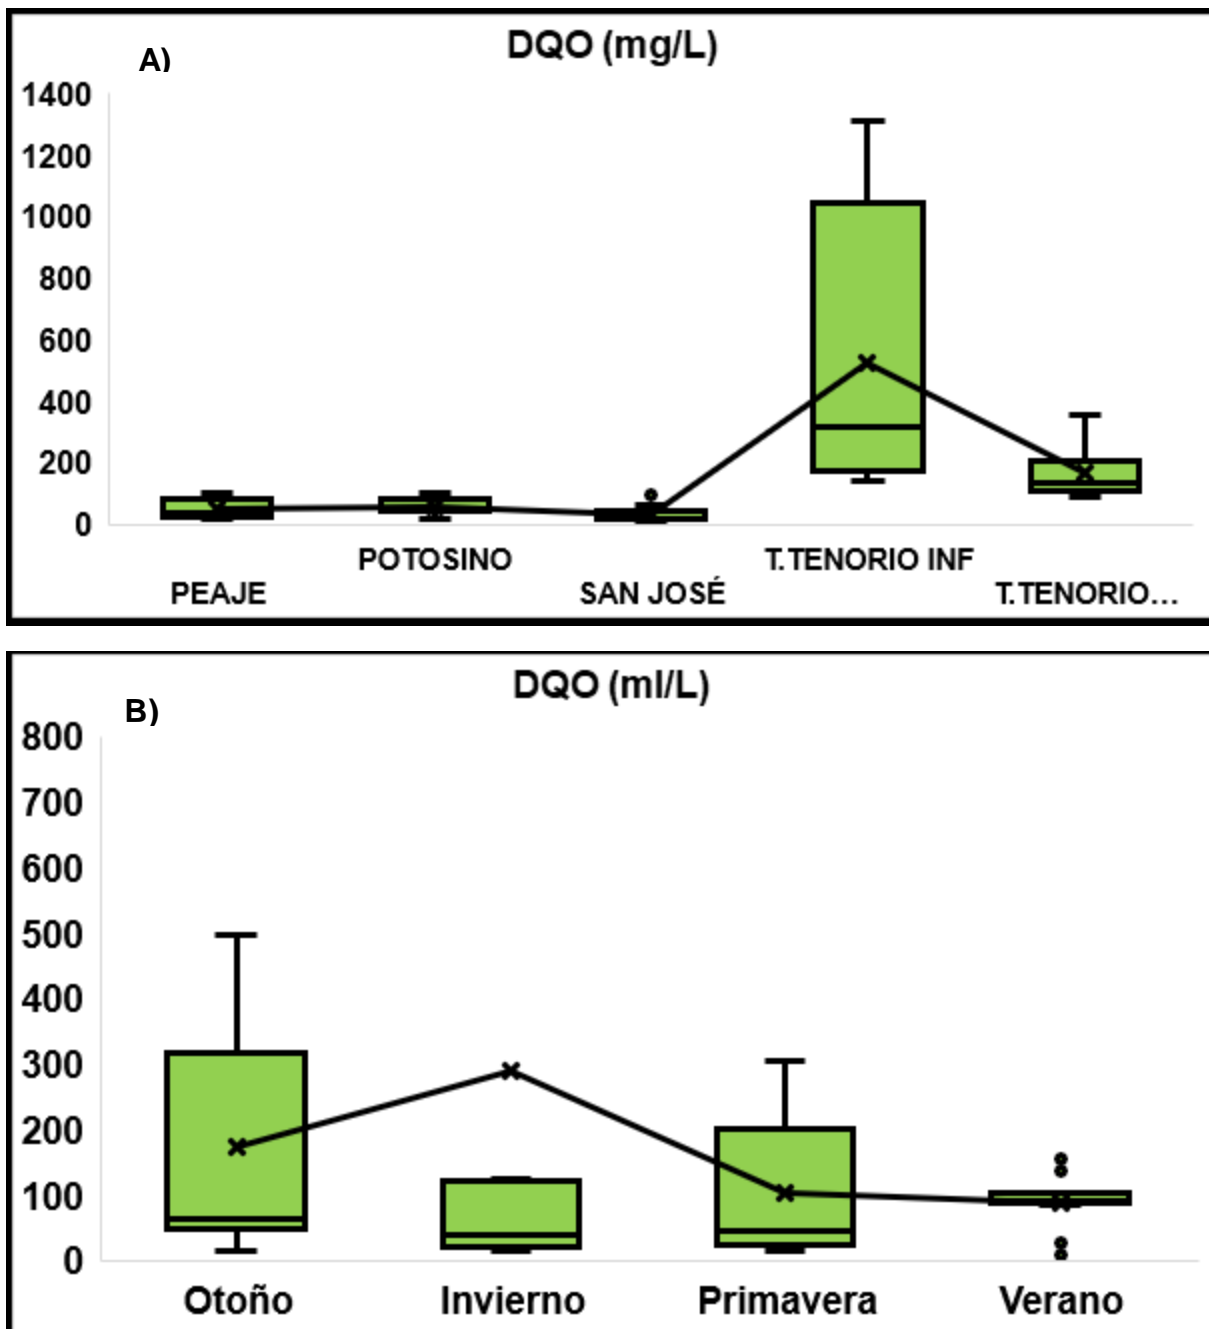 DQO (mg/L)
A)
1400
1200
1000
800
600
400
200
0
POTOSINO
T.TENORIO INF
PEAJE
SAN JOSÉ
T.TENORIO...
DQO (ml/L)
B)
800
700
600
500
400
300
200
100
0
Otoño Invierno Primavera Verano